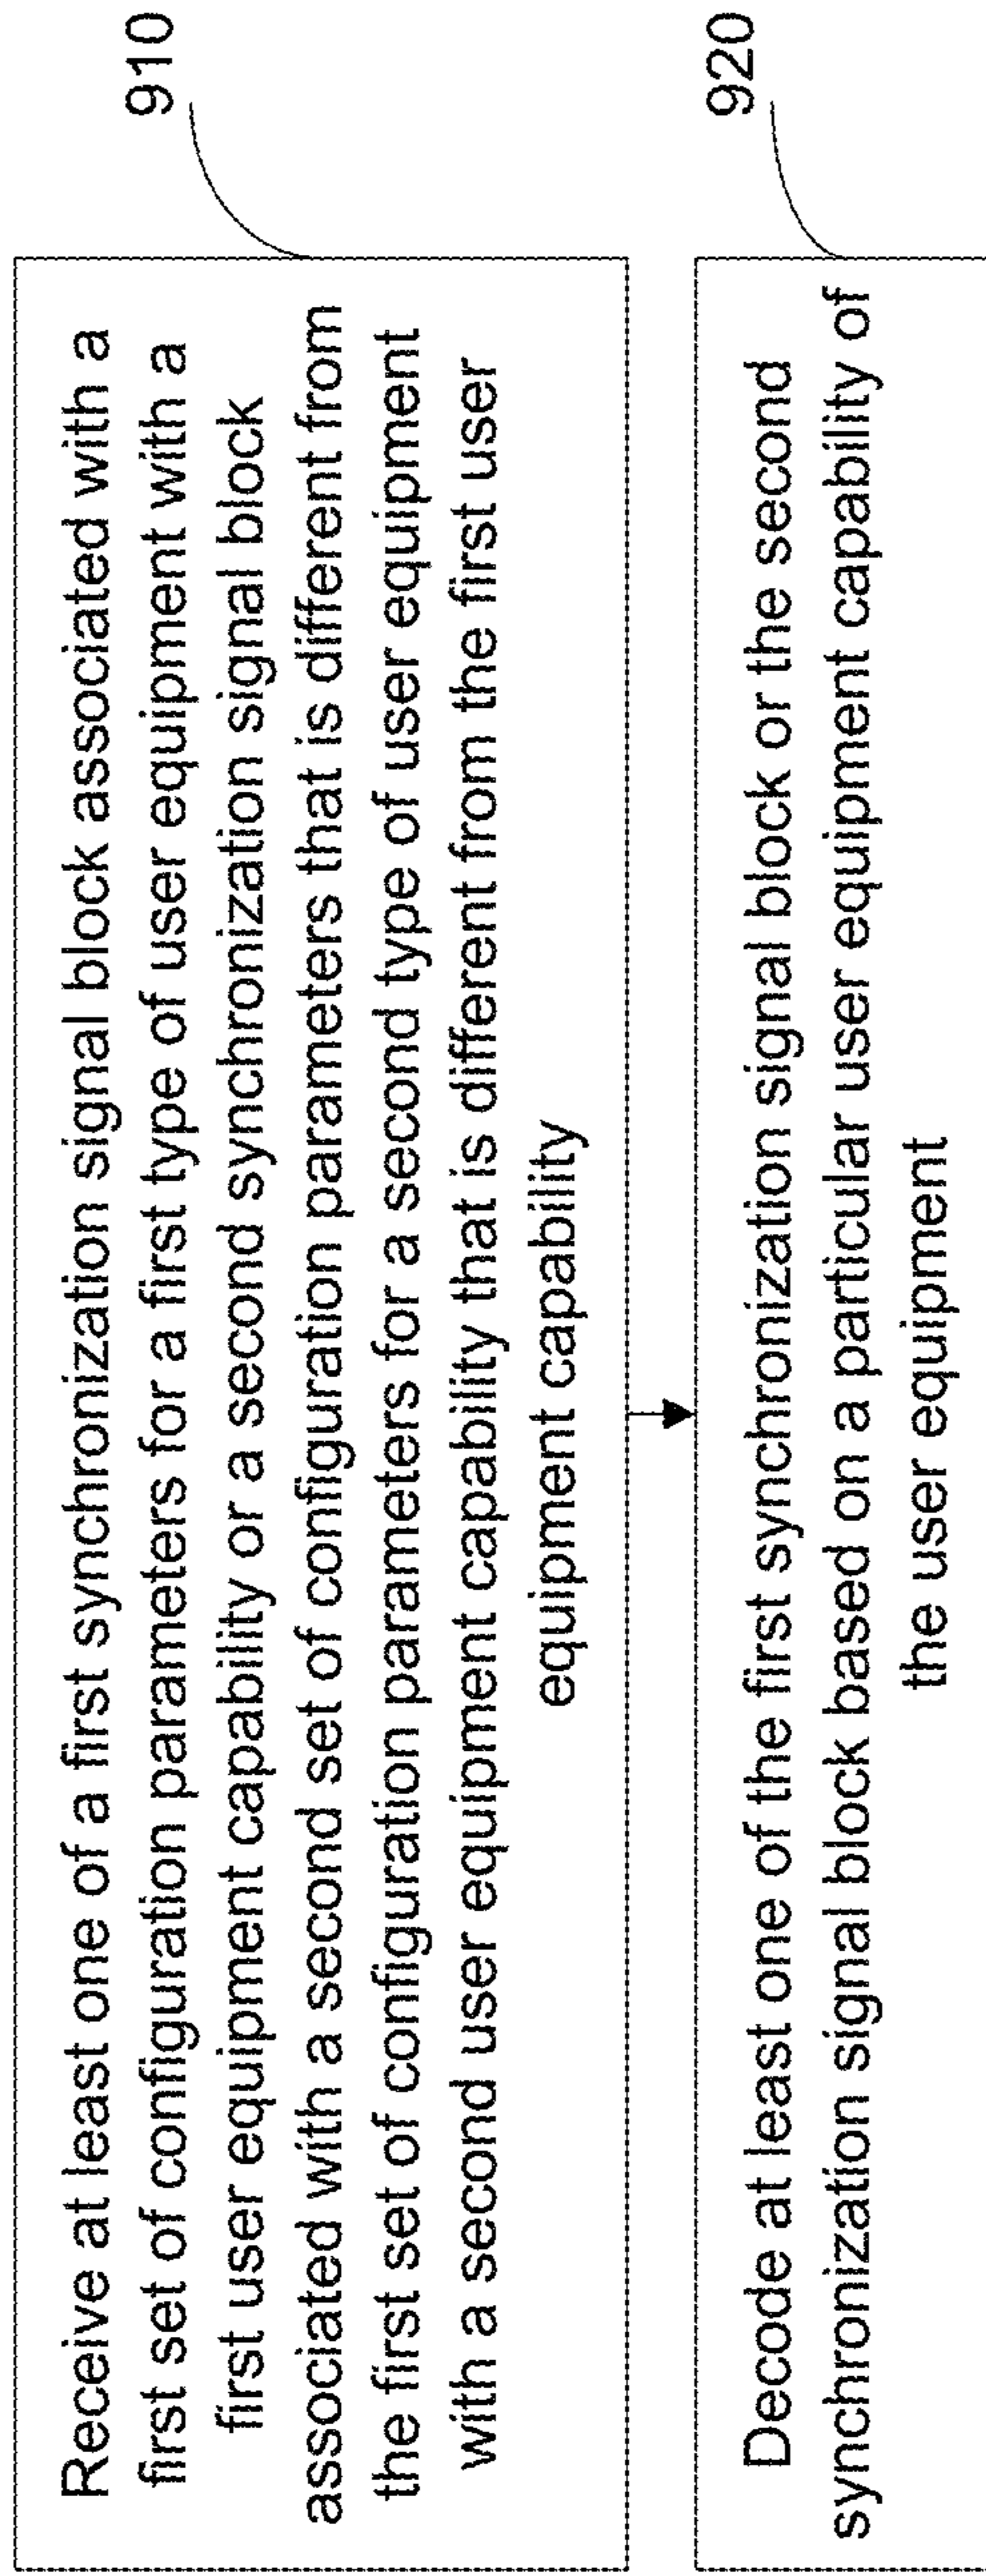 910
Receive at least one of a first synchronization signal block associated with a
first set of configuration parameters for a first type of user equipment with a
first user equipment capability or a second synchronization signal block
associated with a second set of configuration parameters that is different from
the first set of configuration parameters for a second type of user equipment
with a second user equipment capability that is different from the first user
equipment capability
920
Decode at least one of the first synchronization signal block or the second
synchronization signal block based on a particular user equipment capability of
the user equipment